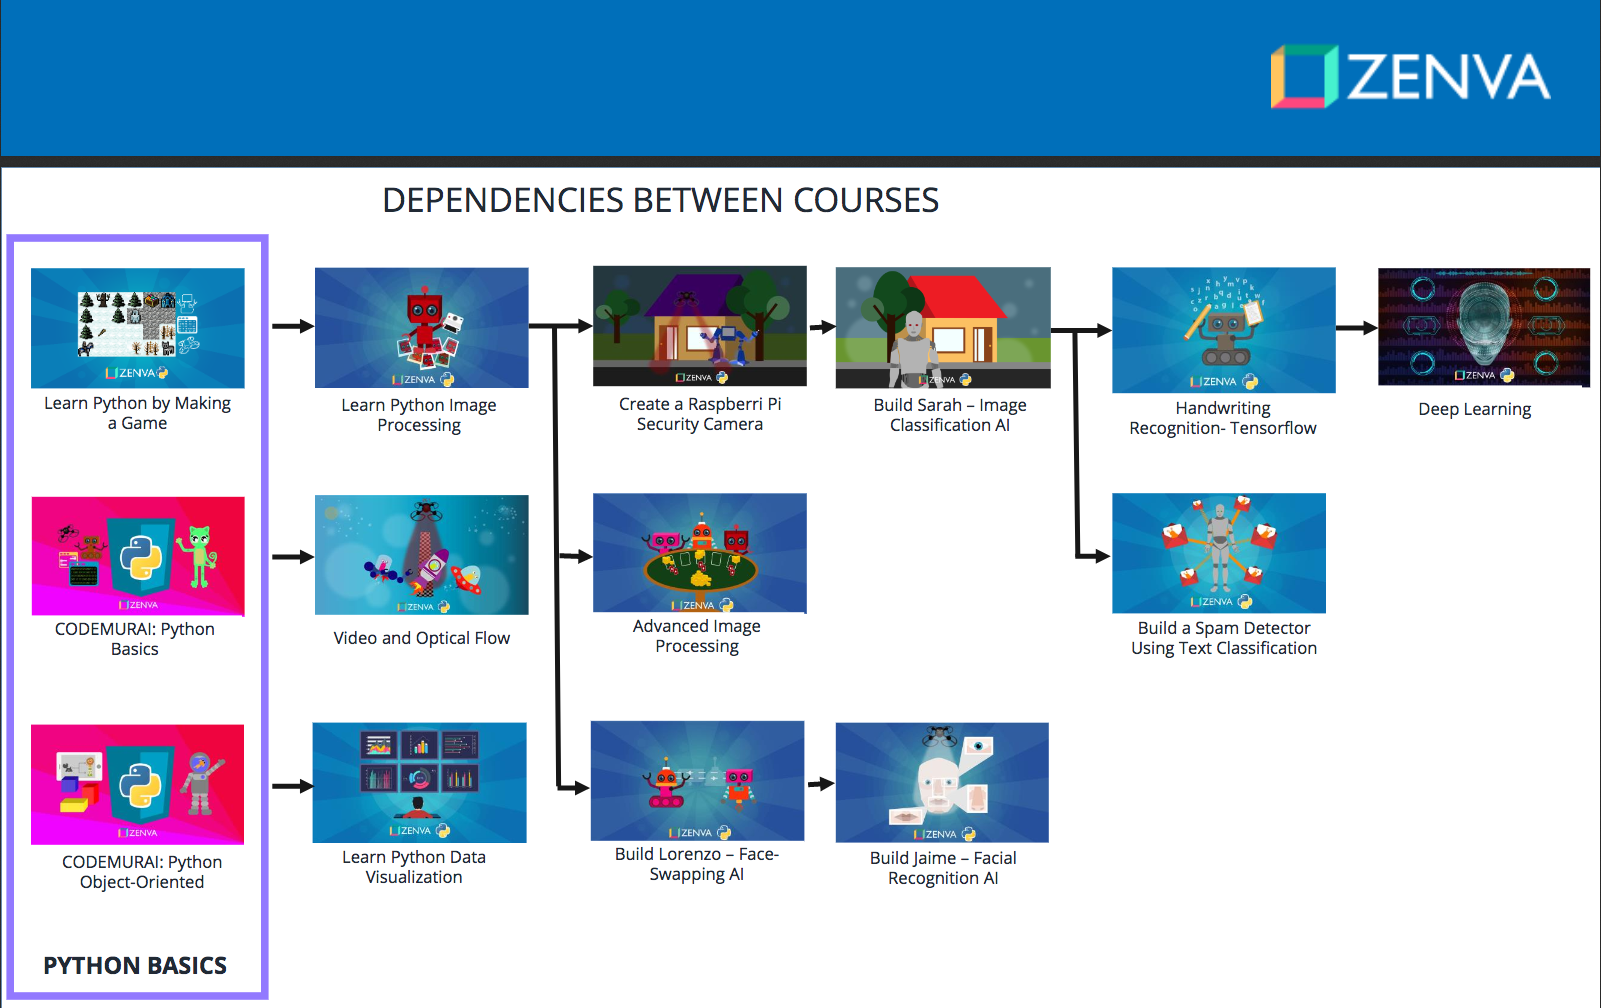 ZENVA
DEPENDENCIES BETWEEN COURSES
ZENVA
Learn Python by Making
a Game
ZENVA
Learn Python Image
Processing
ZENVA
Create a Raspberri Pi
Security Camera
ZENVA
Build Sarah – Image
Classification AI
ZENVA
Handwriting
Recognition- Tensorflow
ZENVA
Deep Learning
ZENVA
CODEMURAI: Python
Basics
ZENVA
Video and Optical Flow
ZENVA
Advanced Image
Processing
ZENVA
Build a Spam Detector
Using Text Classification
ZENVA
CODEMURAI: Python
Object-Oriented
ZENVA
Learn Python Data
Visualization
ZENVA
Build Lorenzo – Face-
Swapping AI
ZENVA
Build Jaime – Facial
Recognition AI
PYTHON BASICS